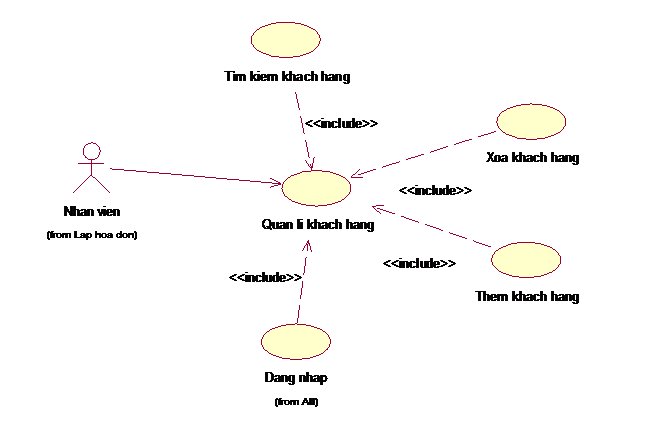 Tim kiem khach hang
<<include>>
Xoa khach hang
<<include>>
Nhan vien
(from Lap hoa don)
Quan li khach hang
<<include>>
<<include>>
Them khach hang
Dang nhap
(from All)